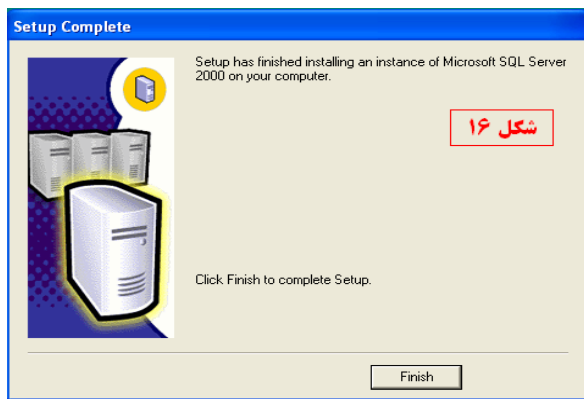 Setup Complete
Setup has finished installing an instance of Microsoft SQL Server
2000 on your computer.
شکل ۱۶
Click Finish to complete Setup.
Finish